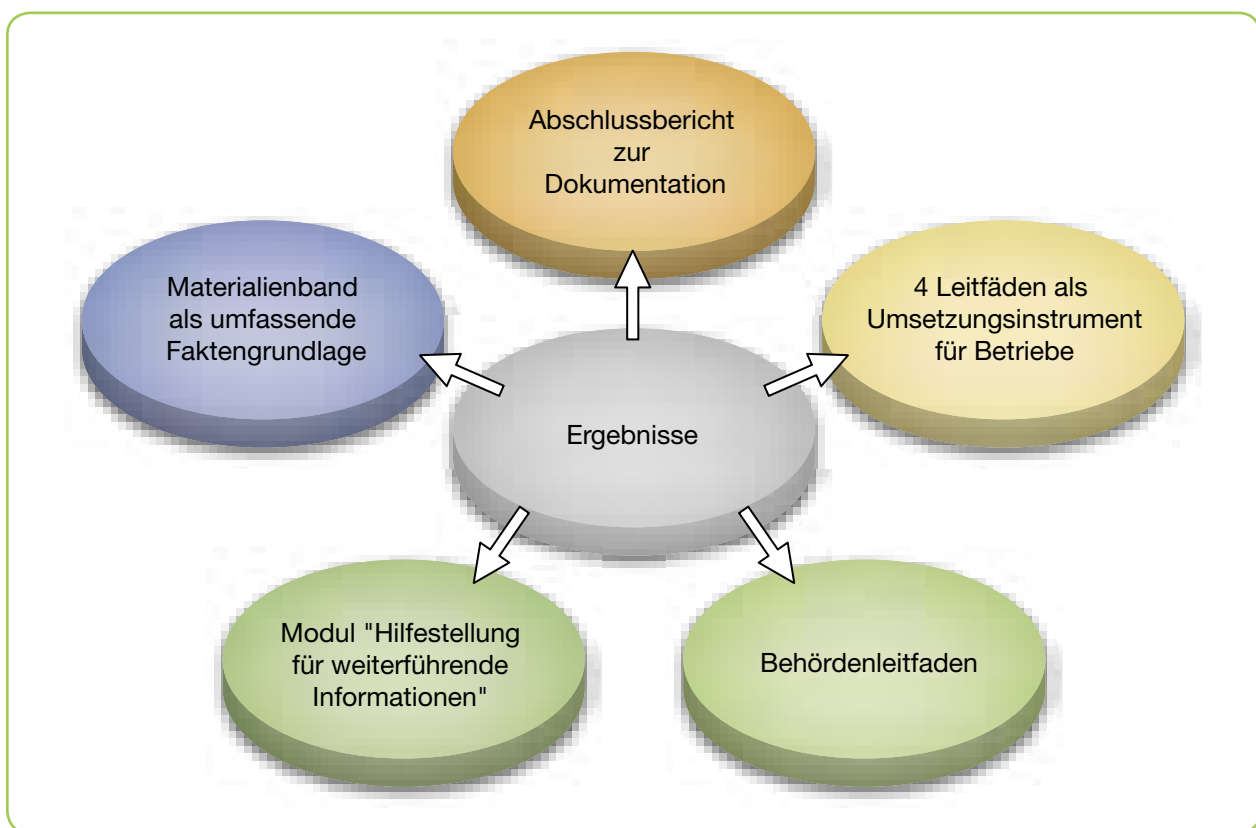 Abschlussbericht
zur
Dokumentation
Materialienband
als umfassende
Faktengrundlage
4 Leitfäden als
Umsetzungsinstrument
für Betriebe
Ergebnisse
Modul "Hilfestellung
für weiterführende
Informationen"
Behördenleitfaden